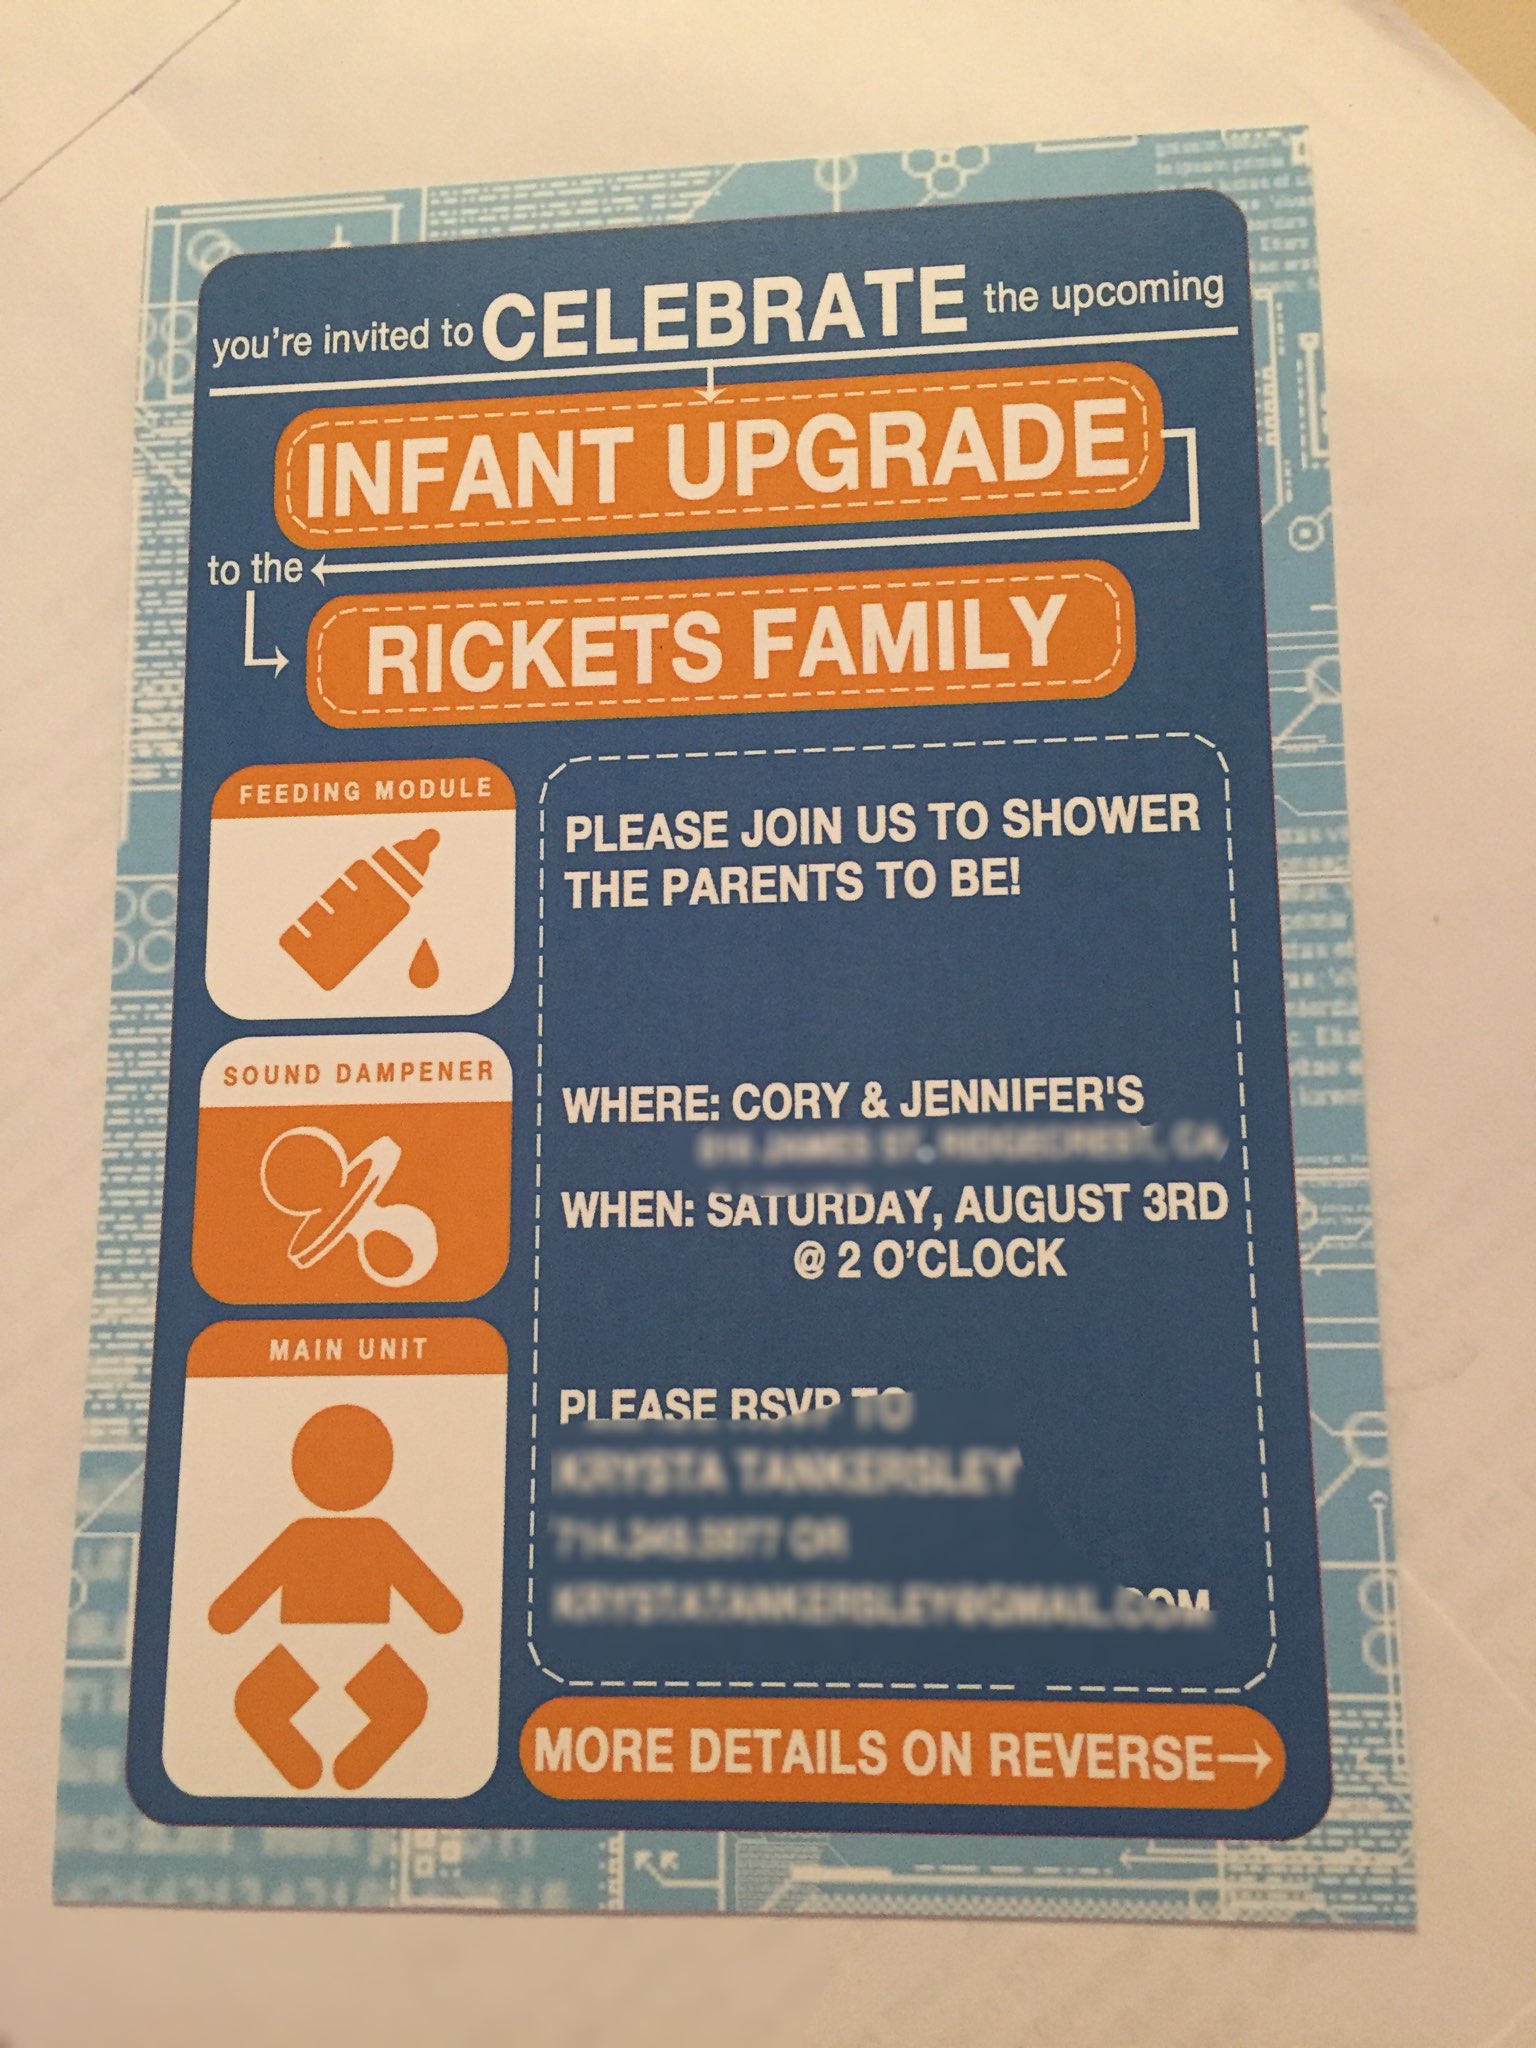 you're invited to CELEBRATE the upcoming
INFANT UPGRADE
to the
RICKETS FAMILY
FEEDING MODULE
PLEASE JOIN US TO SHOWER
THE PARENTS TO BE!
SOUND DAMPENER
WHERE: CORY & JENNIFER'S
WHEN: SATURDAY, AUGUST 3RD
@ 2 O'CLOCK
MAIN UNIT
PLEASE RSVP TO
MORE DETAILS ON REVERSE